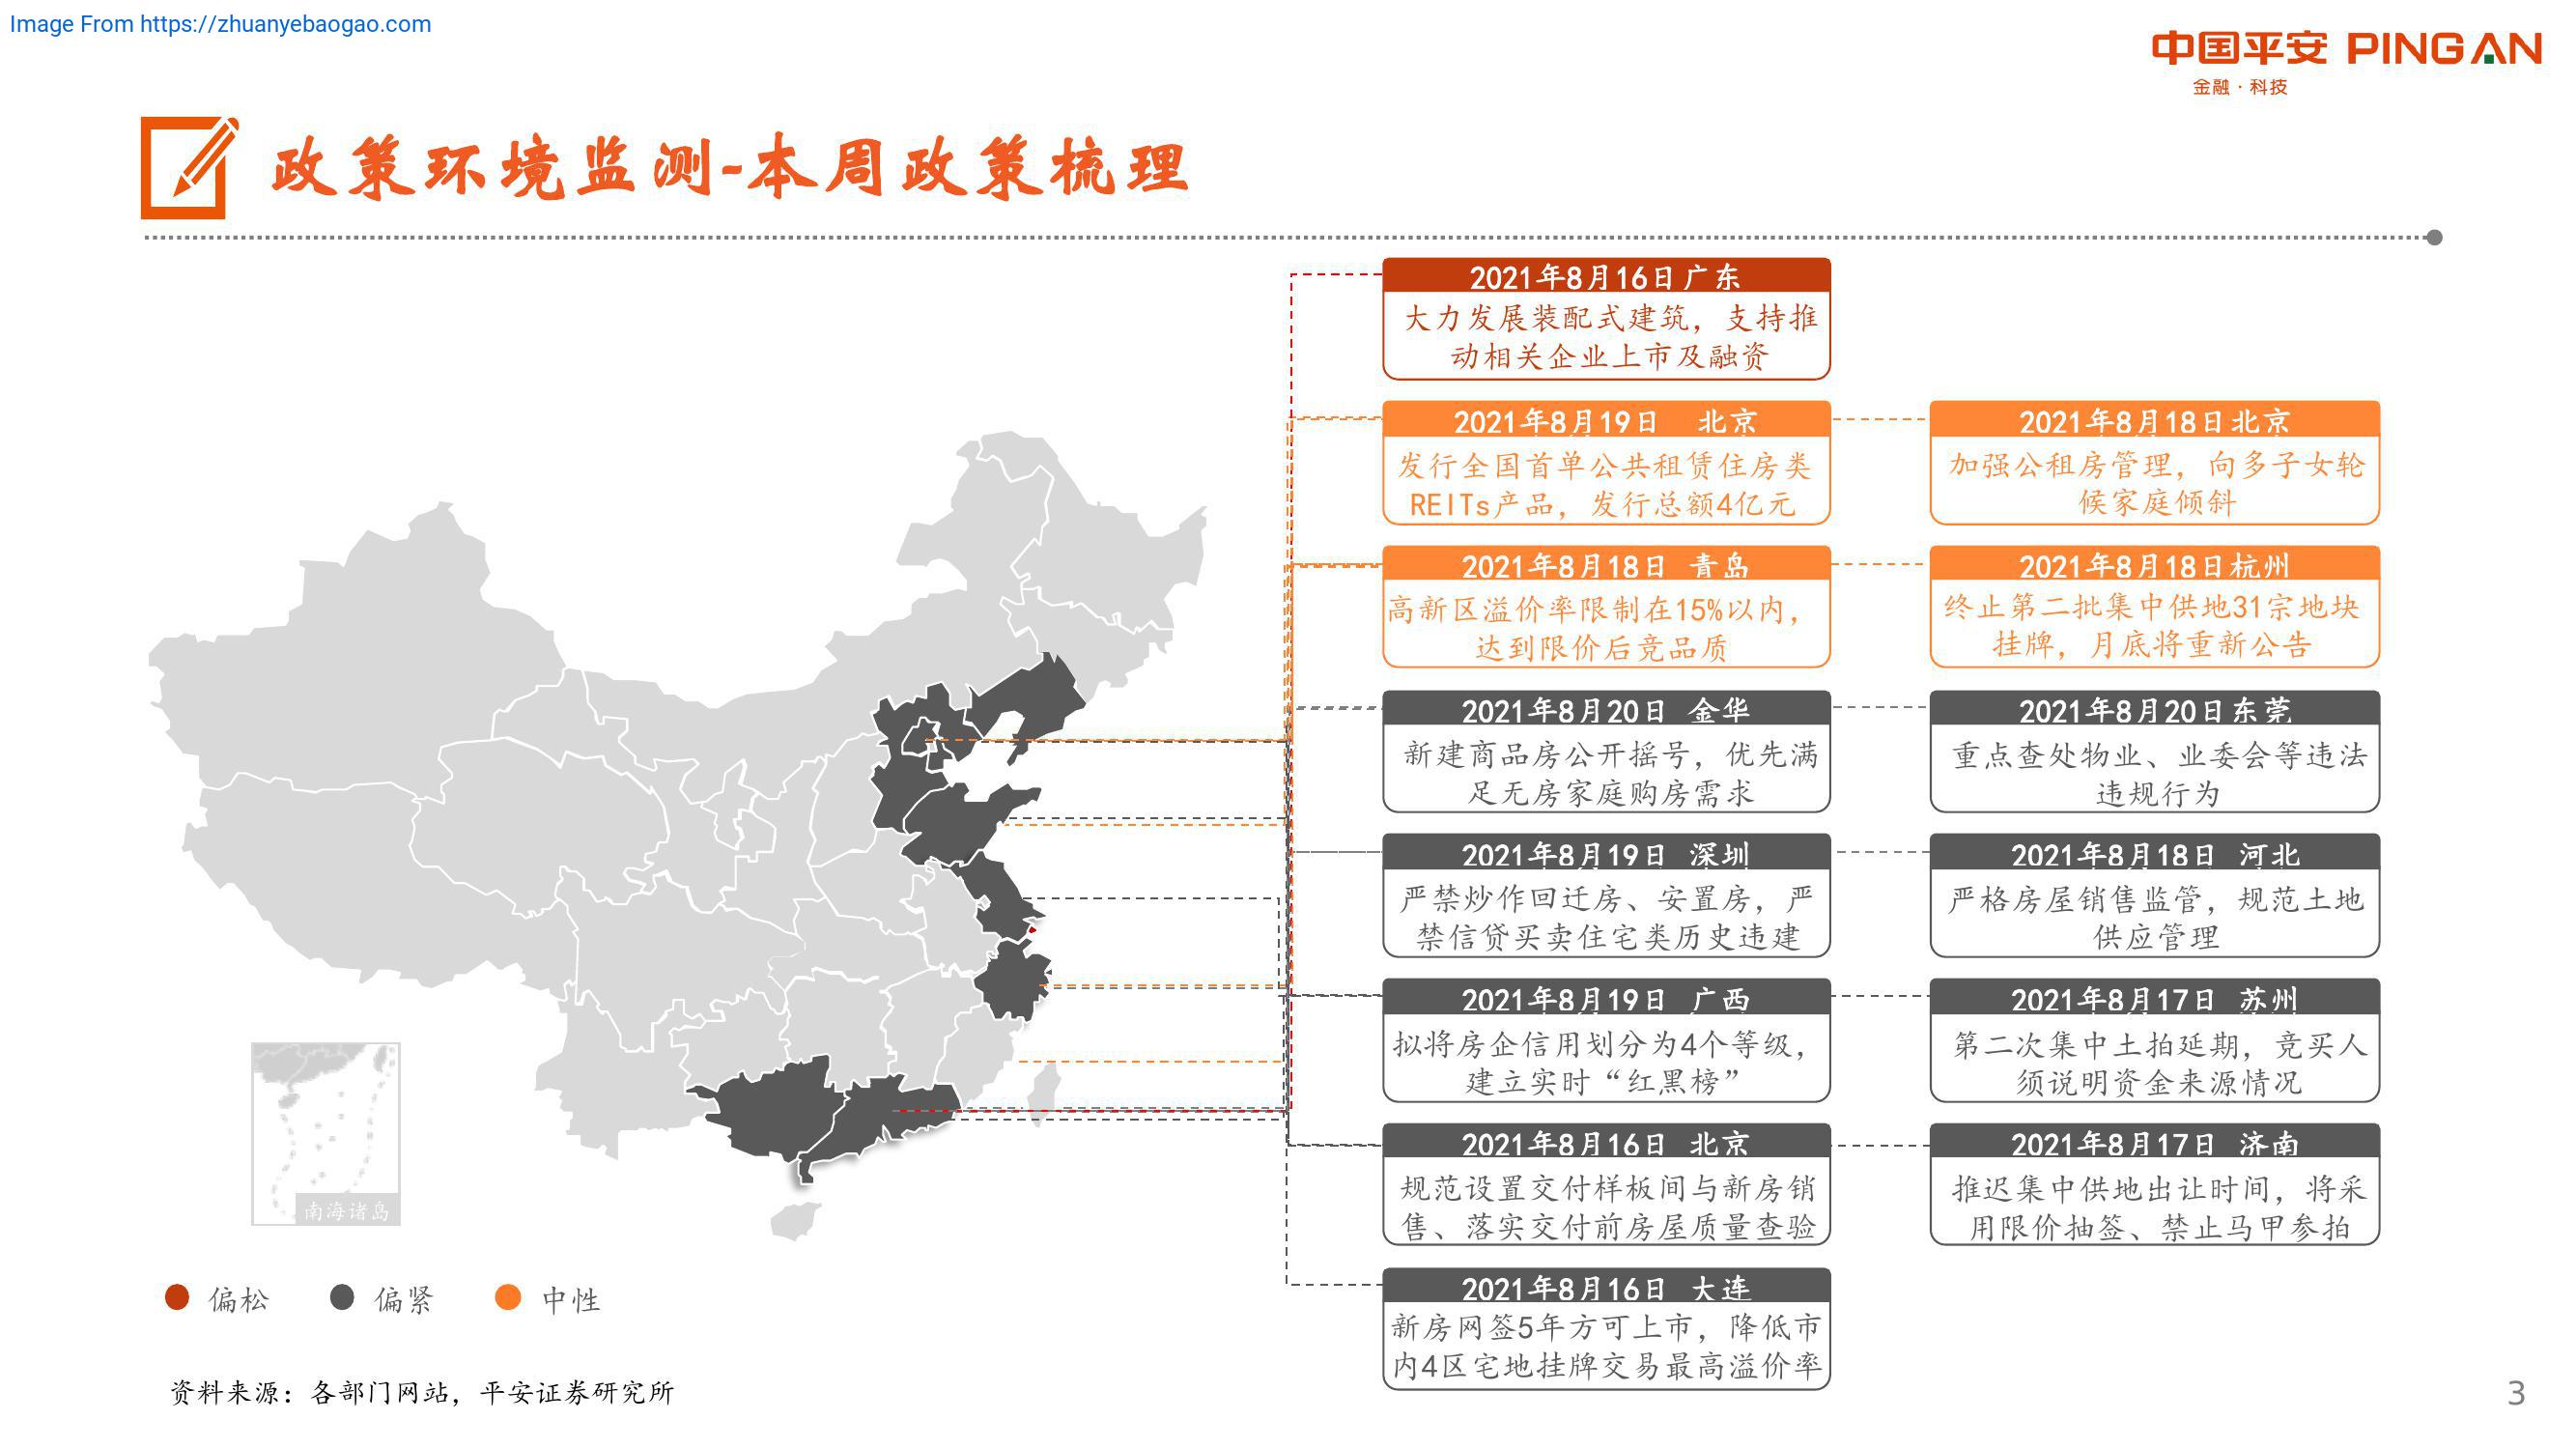 Image From https://zhuanyebaogao.com
中国平安 PINGAN
金融·科技
政策环境监测-本周政策梳理
2021年8月16日广东
大力发展装配式建筑，支持推
动相关企业上市及融资
2021年8月19日 北京
发行全国首单公共租赁住房类
REITs产品，发行总额4亿元
2021年8月18日北京
加强公租房管理，向多子女轮
候家庭倾斜
2021年8月18日 青岛
高新区溢价率限制在15%以内，
达到限价后竞品质
2021年8月18日杭州
终止第二批集中供地31宗地块
挂牌，月底将重新公告
2021年8月20日 金华
新建商品房公开摇号，优先满
足无房家庭购房需求
2021年8月20日东莞
重点查处物业、业委会等违法
违规行为
2021年8月19日 深圳
严禁炒作回迁房、安置房，严
禁信贷买卖住宅类历史违建
2021年8月18日 河北
严格房屋销售监管，规范土地
供应管理
2021年8月19日 广西
拟将房企信用划分为4个等级，
建立实时“红黑榜”
2021年8月17日 苏州
第二次集中土拍延期，竞买人
须说明资金来源情况
2021年8月16日 北京
规范设置交付样板间与新房销
售、落实交付前房屋质量查验
2021年8月17日 济南
推迟集中供地出让时间，将采
用限价抽签、禁止马甲参拍
2021年8月16日 大连
新房网签5年方可上市，降低市
内4区宅地挂牌交易最高溢价率
南海诸岛
偏松 偏紧 中性
资料来源：各部门网站，平安证券研究所
3